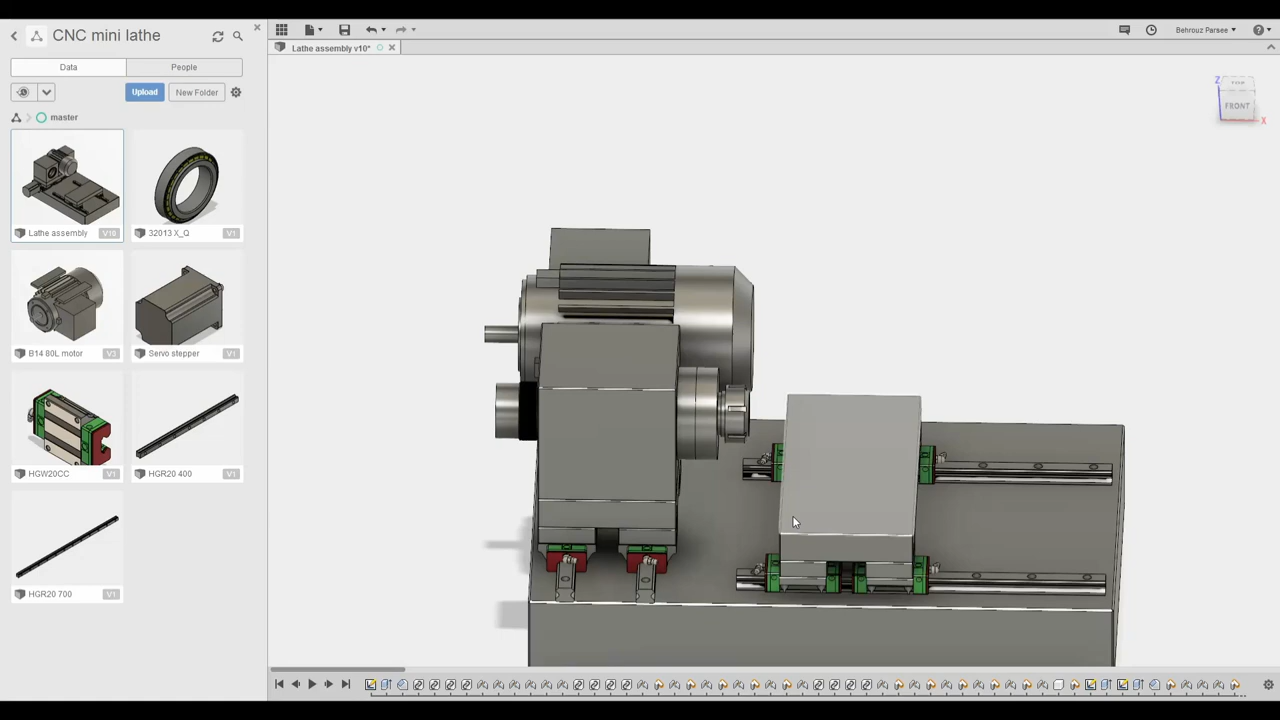 CNC mini lathe
Behrouz Parsee
Lathe assembly v10*
Data
People
Upload
New Folder
master
TOP
FRONT
Z
X
Lathe assembly V10
32013 X_Q V1
B14 80L motor V3
Servo stepper V1
HGW20CC V1
HGR20 400 V1
HGR20 700 V1